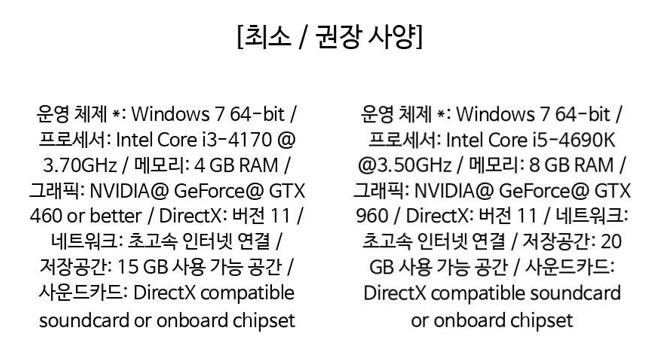 [최소 / 권장 사양]
운영 체제 *: Windows 7 64-bit /
프로세서: Intel Core i3-4170 @
3.70GHz / 메모리: 4 GB RAM /
그래픽: NVIDIA@ GeForce@ GTX
460 or better / DirectX: 버전 11 /
네트워크: 초고속 인터넷 연결 /
저장공간: 15 GB 사용 가능 공간 /
사운드카드: DirectX compatible
soundcard or onboard chipset
운영 체제 *: Windows 7 64-bit /
프로세서: Intel Core i5-4690K
@3.50GHz / 메모리: 8 GB RAM /
그래픽: NVIDIA@ GeForce@ GTX
960 / DirectX: 버전 11 / 네트워크:
초고속 인터넷 연결 / 저장공간: 20
GB 사용 가능 공간 / 사운드카드:
DirectX compatible soundcard
or onboard chipset